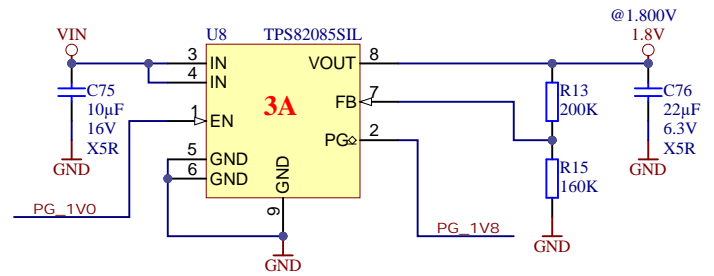 @1.800V
VIN U8 TPS82085SIL 1.8V
3 IN VOUT 8
4 IN
C75 R13 C76
10µF 3A FB 7 200K 22µF
16V 1 EN 6.3V
X5R PG 2 X5R
GND 5 GND GND
6 GND GND R15
160K
PG_1V0 9 PG_1V8
GND GND